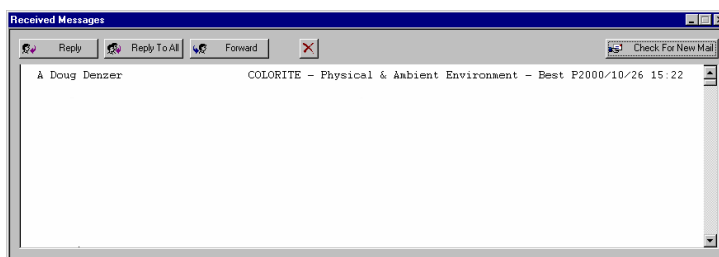 Received Messages
Reply Reply To All Forward Check For New Mail
A Doug Denzer COLORITE - Physical & Ambient Environment - Best P2000/10/26 15:22